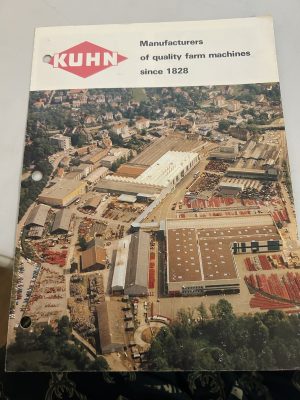 KUHN
Manufacturers
of quality farm machines
since 1828